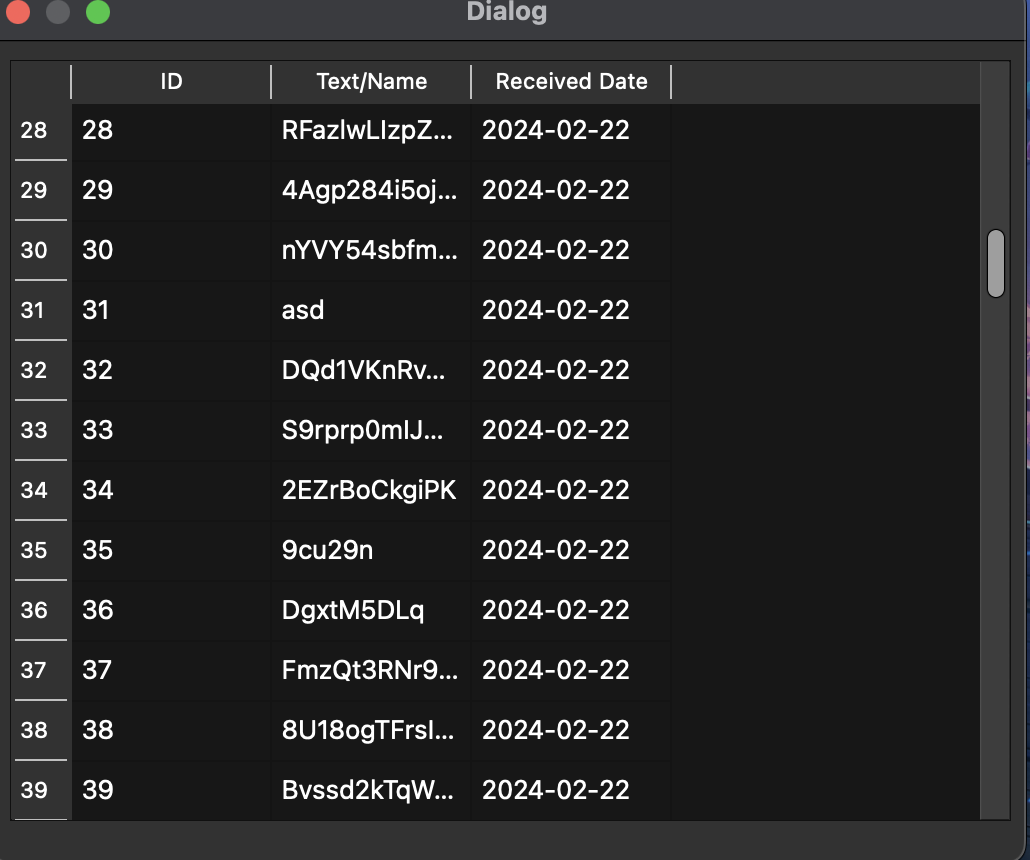 Dialog
ID Text/Name Received Date
28 28 RFazlwLIzpZ... 2024-02-22
29 29 4Agp284i5oj... 2024-02-22
30 30 nYVY54sbfm... 2024-02-22
31 31 asd 2024-02-22
32 32 DQd1VKnRv... 2024-02-22
33 33 S9rprp0mIJ... 2024-02-22
34 34 2EZrBoCkgiPK 2024-02-22
35 35 9cu29n 2024-02-22
36 36 DgxtM5DLq 2024-02-22
37 37 FmzQt3RNr9... 2024-02-22
38 38 8U18ogTFrsI... 2024-02-22
39 39 Bvssd2kTqW... 2024-02-22